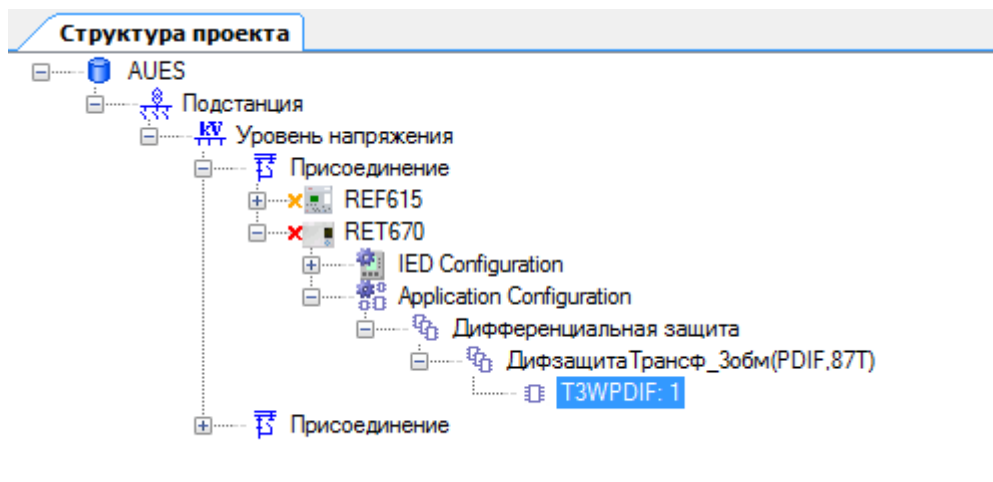 Структура проекта
AUES
Подстанция
kV Уровень напряжения
Присоединение
REF615
RET670
IED Configuration
Application Configuration
Дифференциальная защита
ДифзащитаТрансф_3обм(PDIF,87T)
T3WPDIF: 1
Присоединение